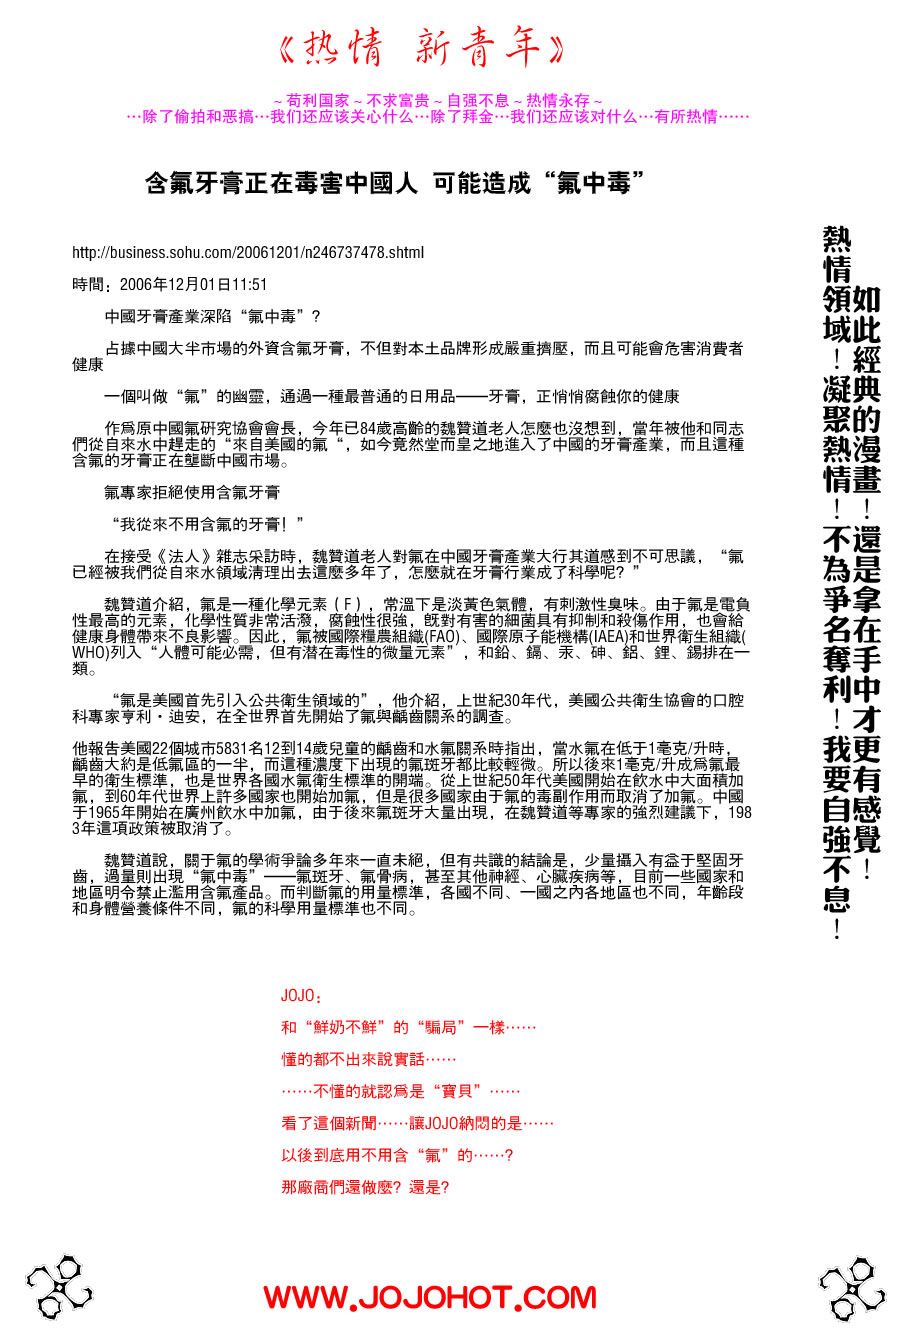 《热情 新青年》
~苟利国家~不求富贵~自强不息~热情永存~
…除了偷拍和恶搞…我们还应该关心什么…除了拜金…我们还应该对什么…有所热情……
含氟牙膏正在毒害中國人 可能造成“氟中毒”
http://business.sohu.com/20061201/n246737478.shtml
時間：2006年12月01日11:51
中國牙膏產業深陷“氟中毒”？
占據中國大半市場的外資含氟牙膏，不但對本土品牌形成嚴重擠壓，而且可能會危害消費者
健康
一個叫做“氟”的幽靈，通過一種最普通的日用品——牙膏，正悄悄腐蝕你的健康
作爲原中國氟研究協會會長，今年已84歲高齡的魏贊道老人怎麼也沒想到，當年被他和同志
們從自來水中趕走的“來自美國的氟“，如今竟然堂而皇之地進入了中國的牙膏產業，而且這種
含氟的牙膏正在壟斷中國市場。
氟專家拒絕使用含氟牙膏
“我從來不用含氟的牙膏！”
在接受《法人》雜志采訪時，魏贊道老人對氟在中國牙膏產業大行其道感到不可思議，“氟
已經被我們從自來水領域清理出去這麼多年了，怎麼就在牙膏行業成了科學呢？”
魏贊道介紹，氟是一種化學元素（F），常溫下是淡黃色氣體，有刺激性臭味。由于氟是電負
性最高的元素，化學性質非常活潑，腐蝕性很強，既對有害的細菌具有抑制和殺傷作用，也會給
健康身體帶來不良影響。因此，氟被國際糧農組織(FAO)、國際原子能機構(IAEA)和世界衛生組織(
WHO)列入“人體可能必需，但有潜在毒性的微量元素”，和鉛、鎘、汞、砷、鋁、鋰、錫排在一
類。
“氟是美國首先引入公共衛生領域的”，他介紹，上世紀30年代，美國公共衛生協會的口腔
科專家亨利·迪安，在全世界首先開始了氟與齲齒關系的調查。
他報告美國22個城市5831名12到14歲兒童的齲齒和水氟關系時指出，當水氟在低于1毫克/升時，
齲齒大約是低氟區的一半，而這種濃度下出現的氟斑牙都比較輕微。所以後來1毫克/升成爲氟最
早的衛生標準，也是世界各國水氟衛生標準的開端。從上世紀50年代美國開始在飲水中大面積加
氟，到60年代世界上許多國家也開始加氟，但是很多國家由于氟的毒副作用而取消了加氟。中國
于1965年開始在廣州飲水中加氟，由于後來氟斑牙大量出現，在魏贊道等專家的強烈建議下，198
3年這項政策被取消了。
魏贊道說，關于氟的學術爭論多年來一直未絕，但有共識的結論是，少量攝入有益于堅固牙
齒，過量則出現“氟中毒”——氟斑牙、氟骨病，甚至其他神經、心臟疾病等，目前一些國家和
地區明令禁止濫用含氟產品。而判斷氟的用量標準，各國不同、一國之內各地區也不同，年齡段
和身體營養條件不同，氟的科學用量標準也不同。
如此經典的漫畫！還是拿在手中才更有感覺！
熱情領域！凝聚熱情！不為爭名奪利！我要自強不息！
JOJO：
和“鮮奶不鮮”的“騙局”一樣……
懂的都不出來說實話……
……不懂的就認爲是“寶貝”……
看了這個新聞……讓JOJO納悶的是……
以後到底用不用含“氟”的……？
那廠商們還做麼？還是？
WWW.JOJOHOT.COM